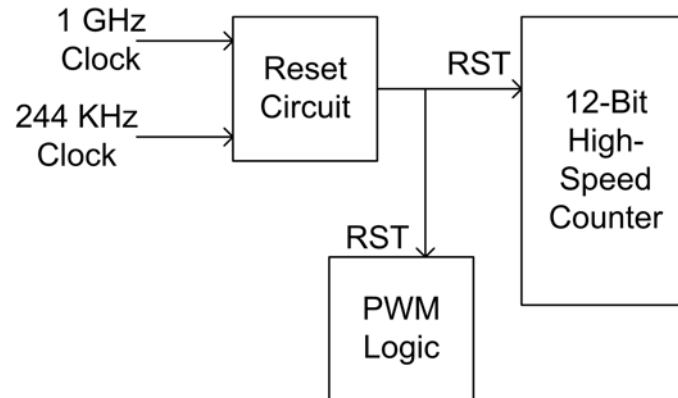 1 GHz
Clock
244 KHz
Clock
Reset
Circuit
RST
12-Bit
High-
Speed
Counter
RST
PWM
Logic